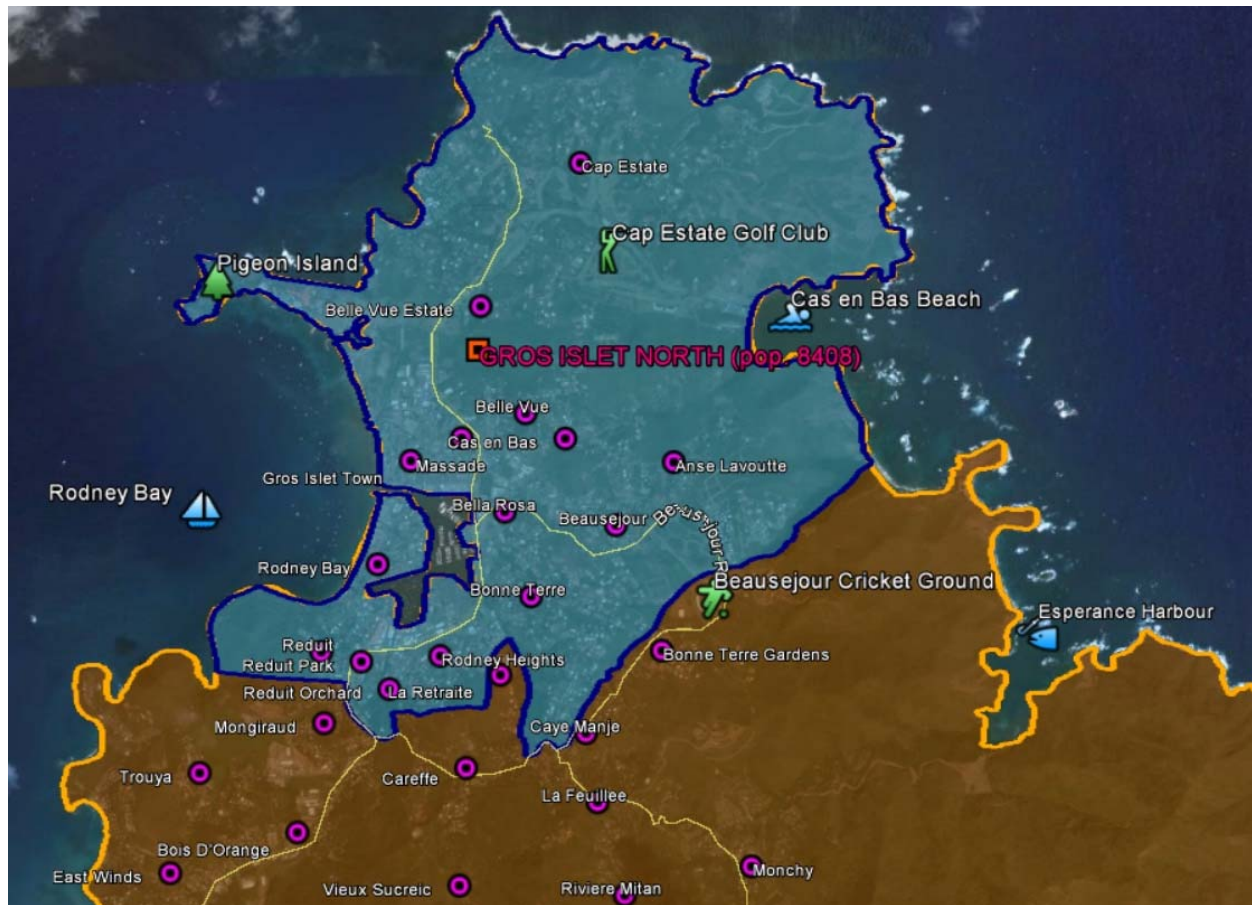 Cap Estate
Cap Estate Golf Club
Pigeon Island
Cas en Bas Beach
Belle Vue Estate
GROS ISLET NORTH (pop. 8408)
Belle Vue
Cas en Bas
Massade
Anse Lavoutte
Gros Islet Town
Rodney Bay
Bella Rosa
Beausejour
Beausejour R
Rodney Bay
Bonne Terre
Beausejour Cricket Ground
Esperance Harbour
Reduit
Reduit Park
Rodney Heights
Bonne Terre Gardens
Reduit Orchard
La Retraite
Mongiraud
Caye Manje
Trouya
Careffe
La Feuillee
Bois D'Orange
East Winds
Vieux Sucreic
Riviere Mitan
Monchy